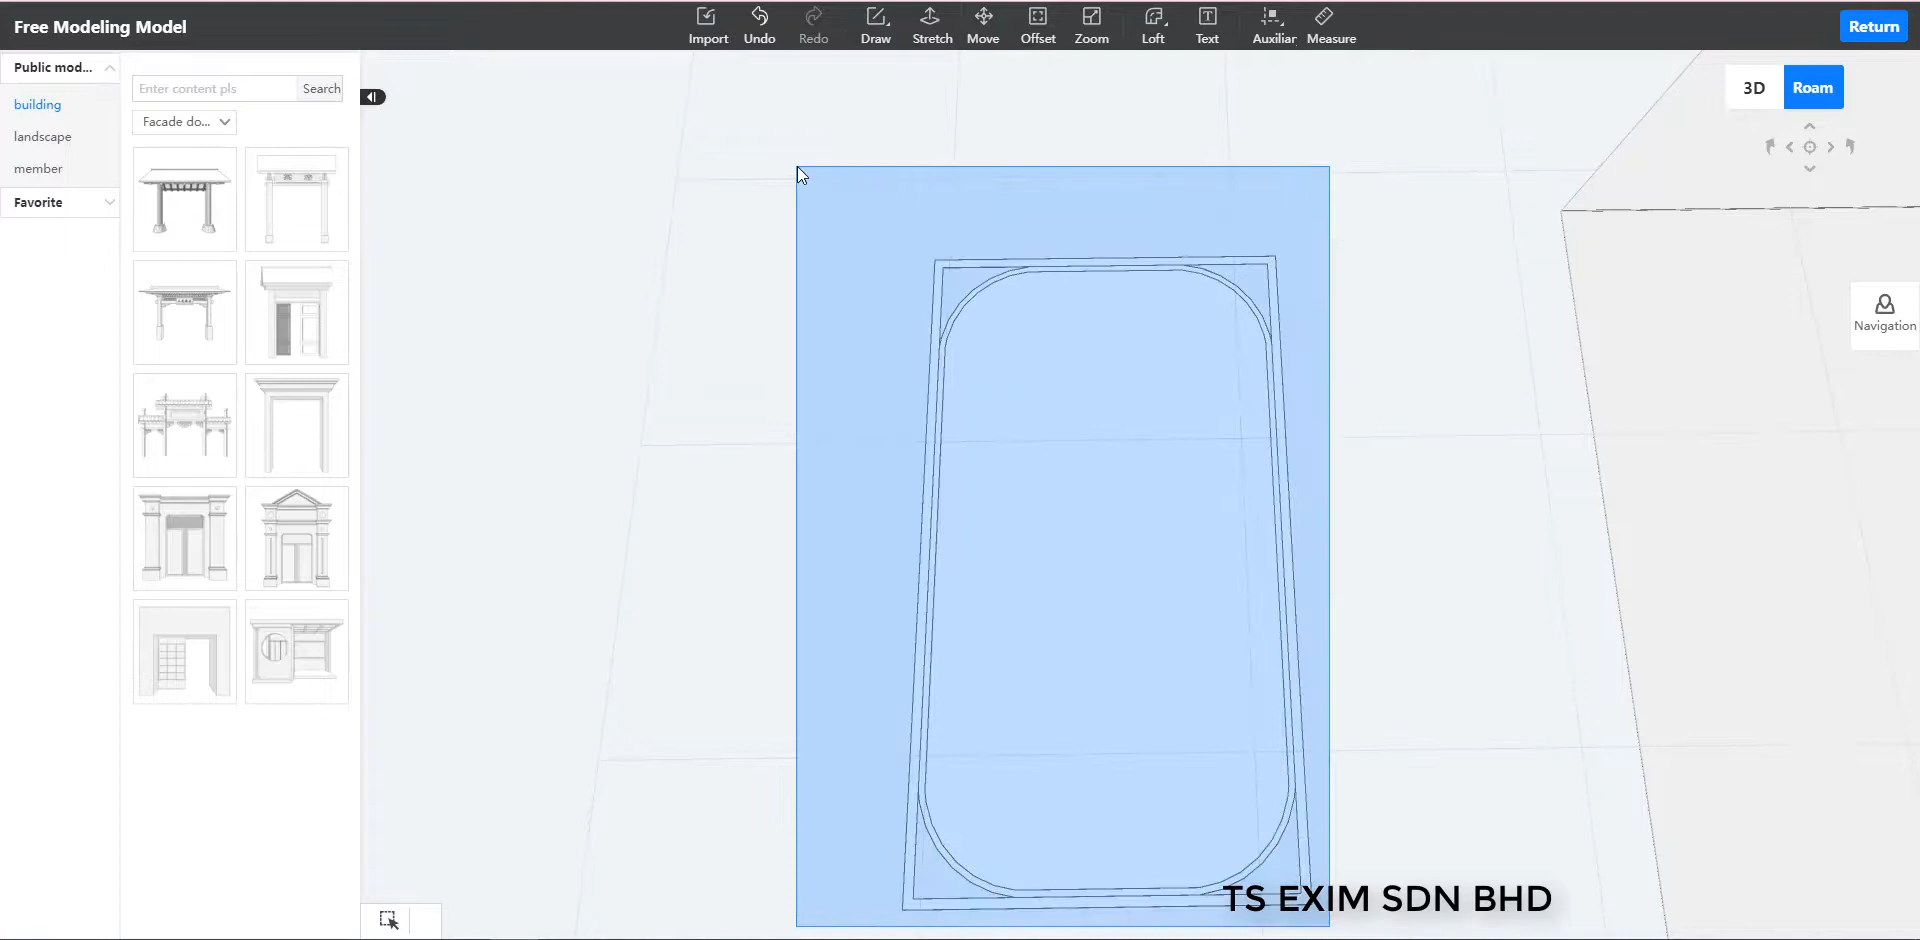 Free Modeling Model
Import
Undo
Redo
Draw
Stretch
Move
Offset
Zoom
Loft
Text
Auxiliar
Measure
Return
Public mod...
building
landscape
member
Favorite
Enter content pls
Search
Facade do...
3D
Roam
Navigation
TS EXIM SDN BHD